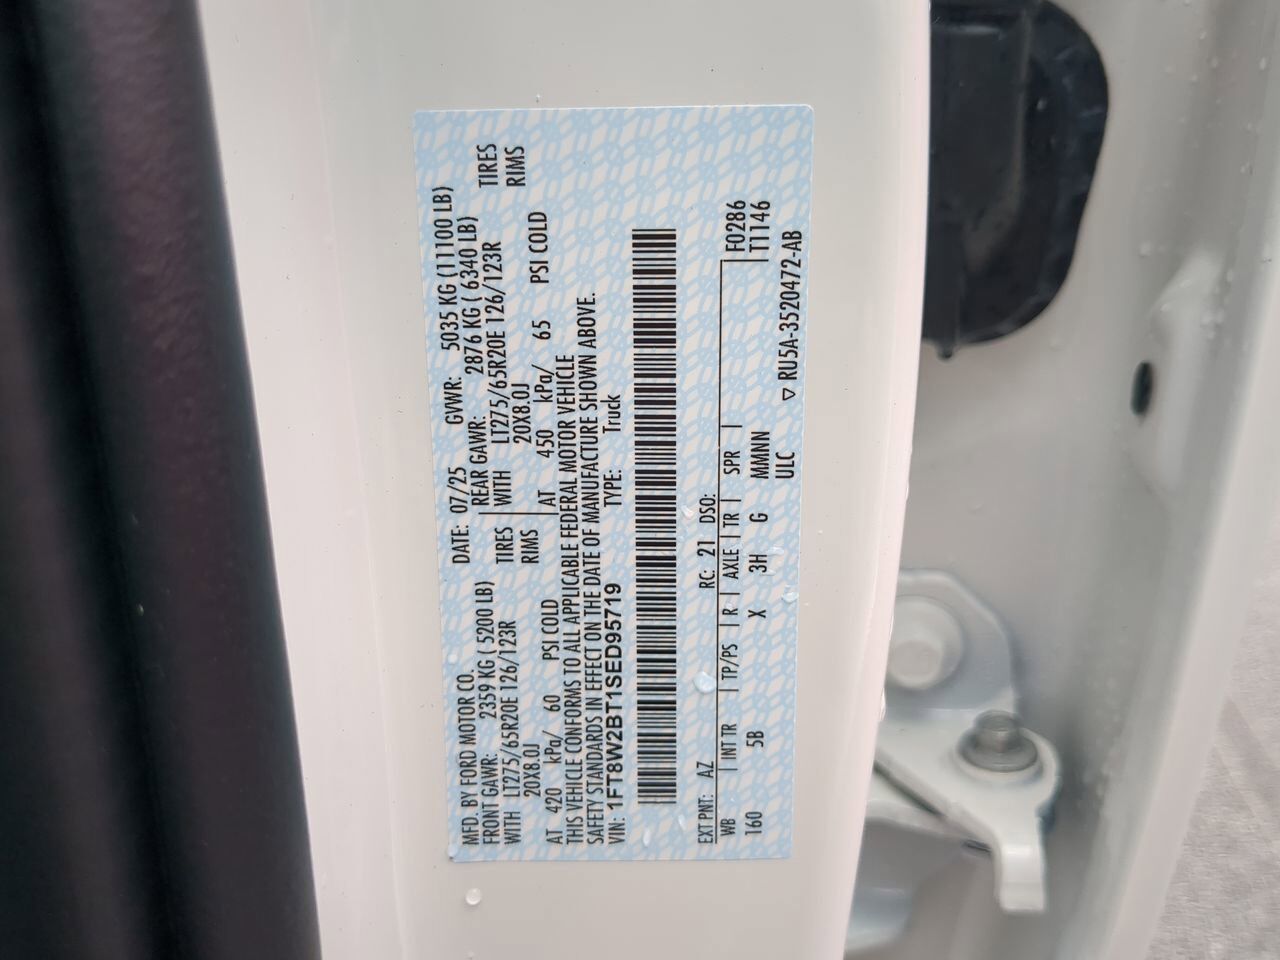 MFD. BY FORD MOTOR CO. DATE: 07/25 GVWR: 5035 KG (11100 LB)
FRONT GAWR: 2359 KG ( 5200 LB) REAR GAWR: 2876 KG ( 6340 LB)
WITH LT275/65R20E 126/123R TIRES WITH LT275/65R20E 126/123R TIRES
20X8.0J RIMS 20X8.0J RIMS
AT 420 kPa/ 60 PSI COLD AT 450 kPa/ 65 PSI COLD
THIS VEHICLE CONFORMS TO ALL APPLICABLE FEDERAL MOTOR VEHICLE
SAFETY STANDARDS IN EFFECT ON THE DATE OF MANUFACTURE SHOWN ABOVE.
VIN: 1FT8W2BT1SED95719 TYPE: Truck
EXT PNT: AZ RC: 21 DSO:
WB INT TR TP/PS R AXLE TR SPR F0286
160 5B X 3H G MMNN T1146
ULC
▽ RU5A-3520472-AB